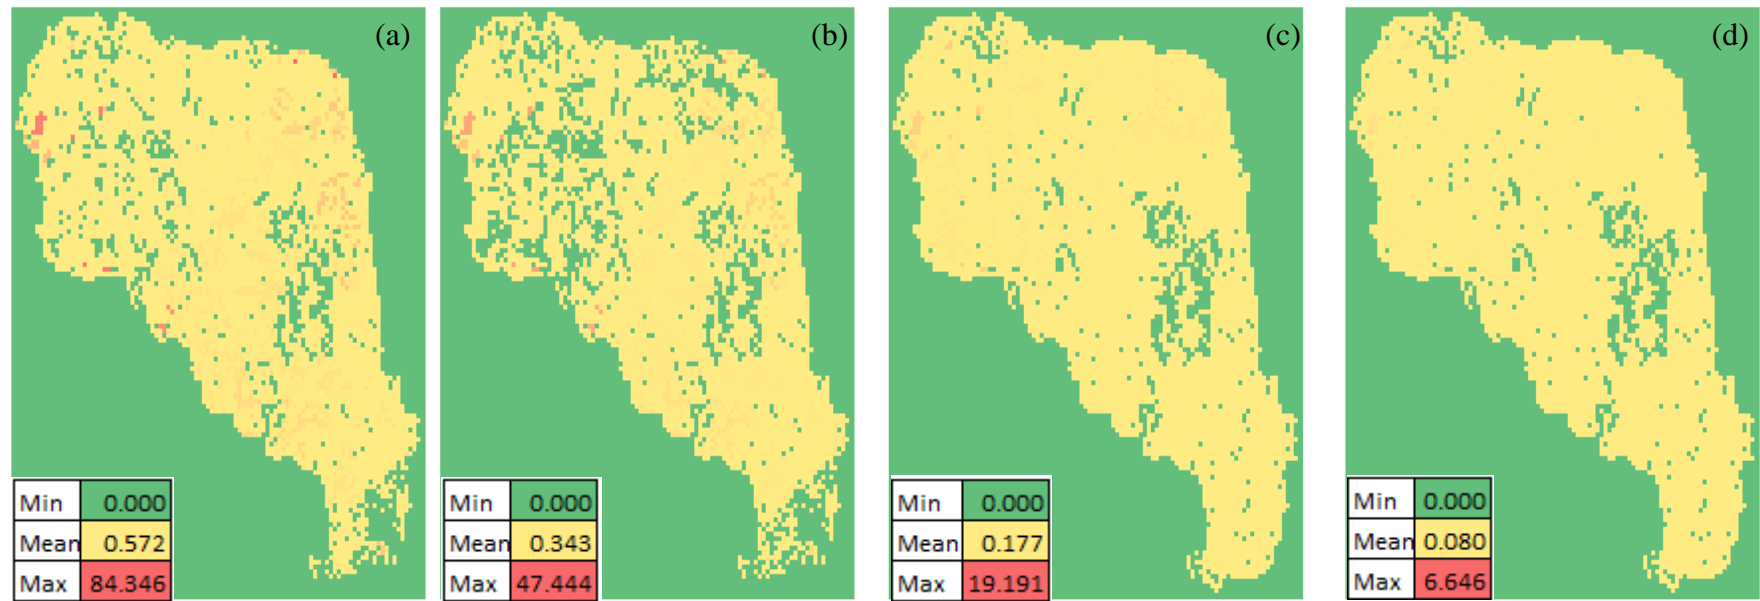 (a)
(b)
(c)
(d)
Min 0.000
Mean 0.572
Max 84.346
Min 0.000
Mean 0.343
Max 47.444
Min 0.000
Mean 0.177
Max 19.191
Min 0.000
Mean 0.080
Max 6.646